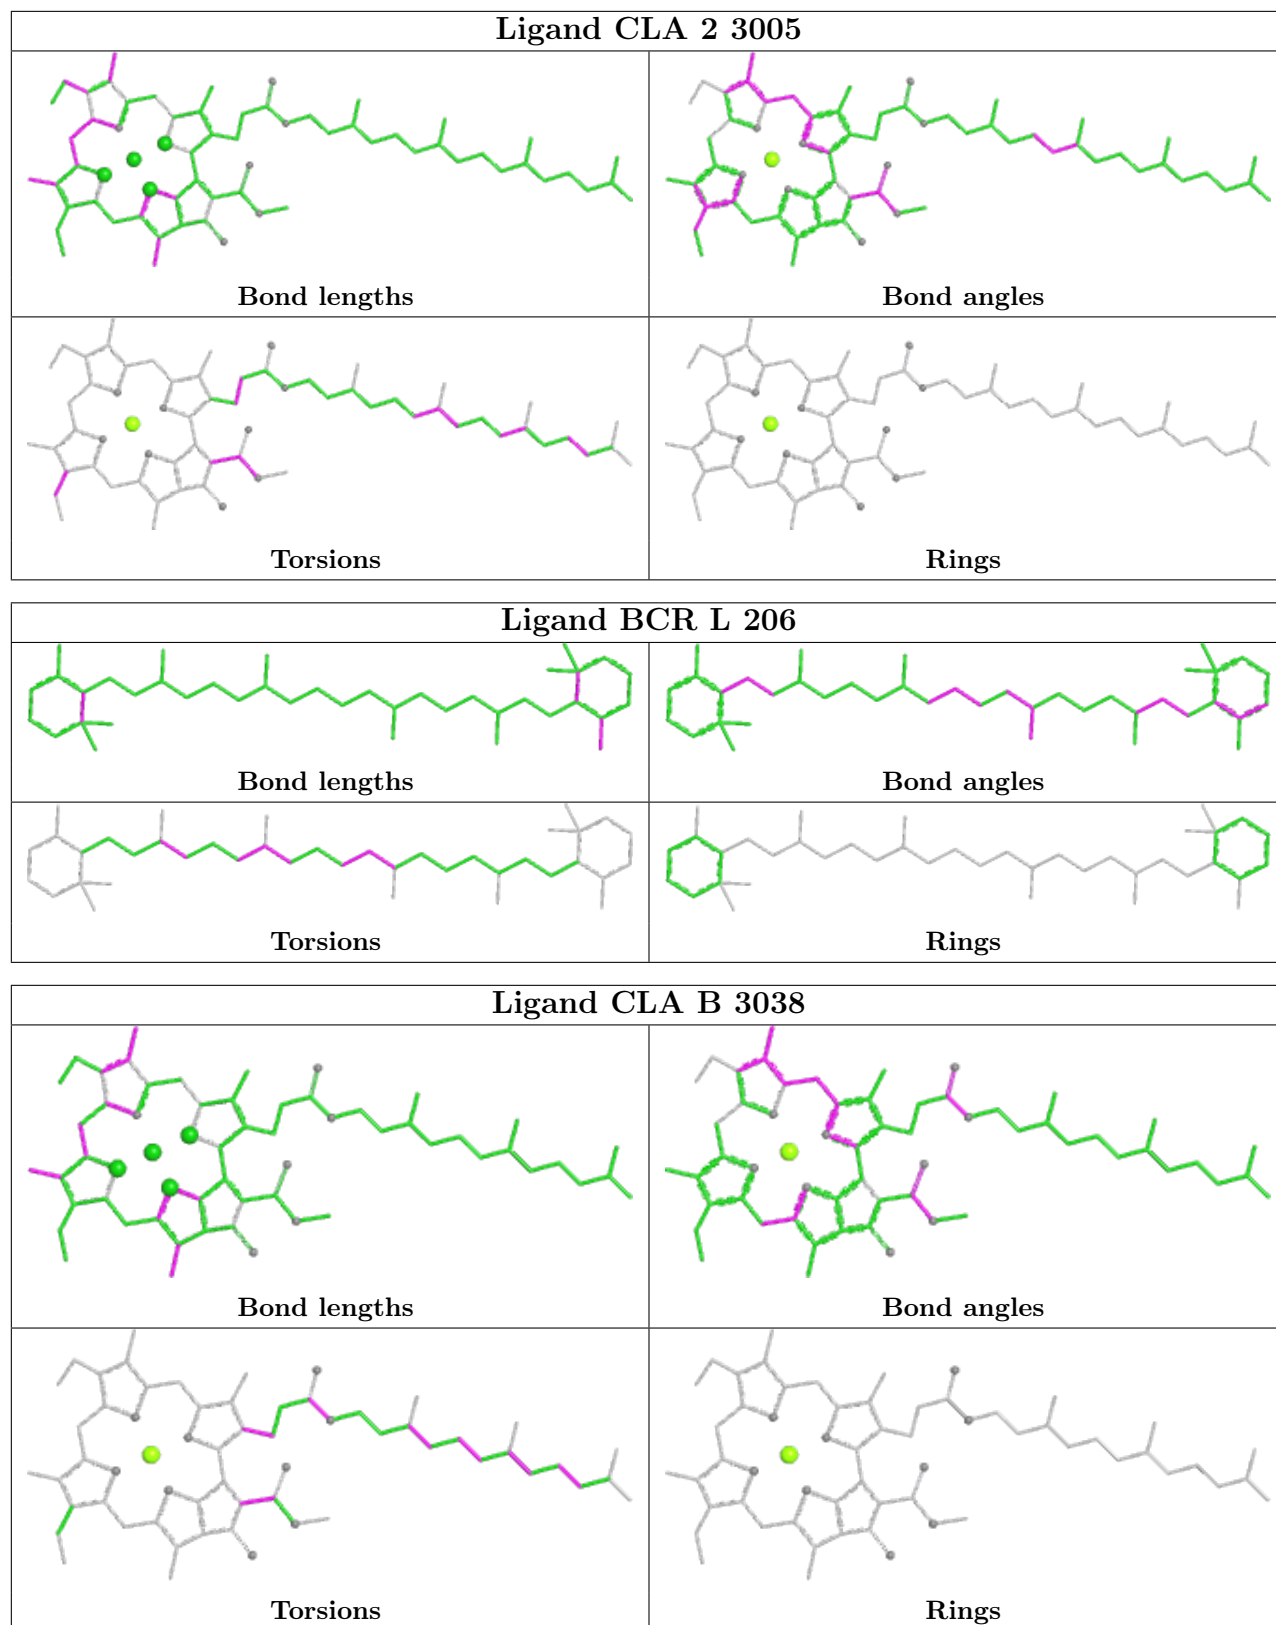 Ligand CLA 2 3005
Bond lengths
Bond angles
Torsions
Rings
Ligand BCR L 206
Bond lengths
Bond angles
Torsions
Rings
Ligand CLA B 3038
Bond lengths
Bond angles
Torsions
Rings